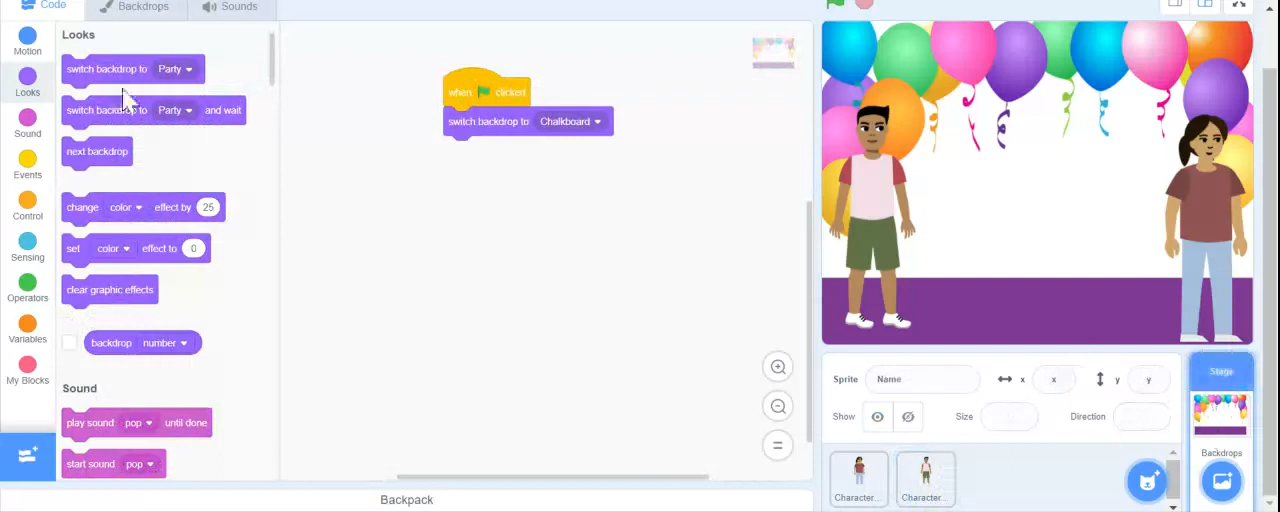 Code
Backdrops
Sounds
Motion
Looks
Sound
Events
Control
Sensing
Operators
Variables
My Blocks
Looks
switch backdrop to Party
switch backdrop to Party and wait
next backdrop
change color effect by 25
set color effect to 0
clear graphic effects
backdrop number
Sound
play sound pop until done
start sound pop
when clicked
switch backdrop to Chalkboard
Backpack
Sprite Name x x y y
Show Size Direction
Character...
Character...
Stage
Backdrops